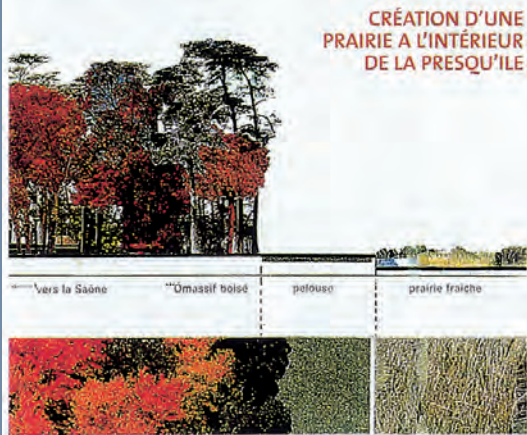 CRÉATION D'UNE
PRAIRIE A L'INTÉRIEUR
DE LA PRESQU'ILE
vers la Saône massif boisé pelouse prairie fraiche